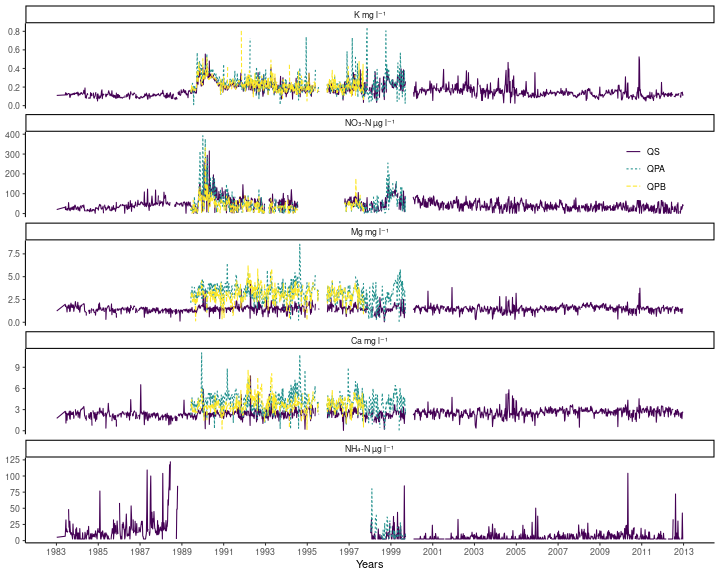 K mg l⁻¹
0.8
0.6
0.4
0.2
0.0
NO₃-N µg l⁻¹
400
300
200
100
0
QS
QPA
QPB
Mg mg l⁻¹
7.5
5.0
2.5
0.0
Ca mg l⁻¹
9
6
3
0
NH₄-N µg l⁻¹
125
100
75
50
25
0
1983 1985 1987 1989 1991 1993 1995 1997 1999 2001 2003 2005 2007 2009 2011 2013
Years